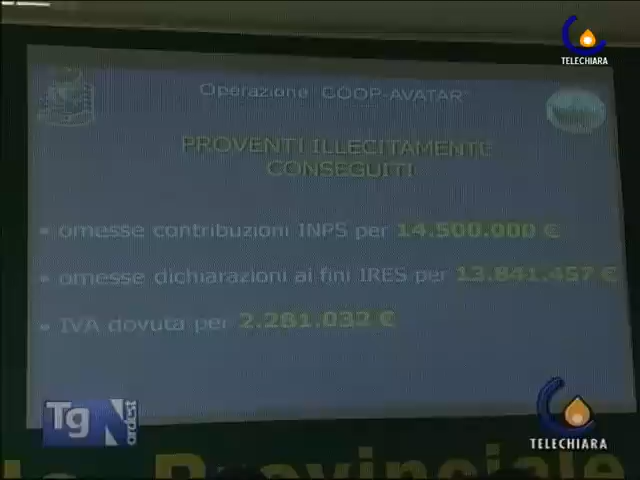 TELECHIARA
Operazione "COOP-AVATAR"
PROVENTI ILLECITAMENTE
CONSEGUITI
• omesse contribuzioni INPS per 14.500.000 €
• omesse dichiarazioni ai fini IRES per 13.841.457 €
• IVA dovuta per 2.281.032 €
Tg Nordest
TELECHIARA
Provinciale